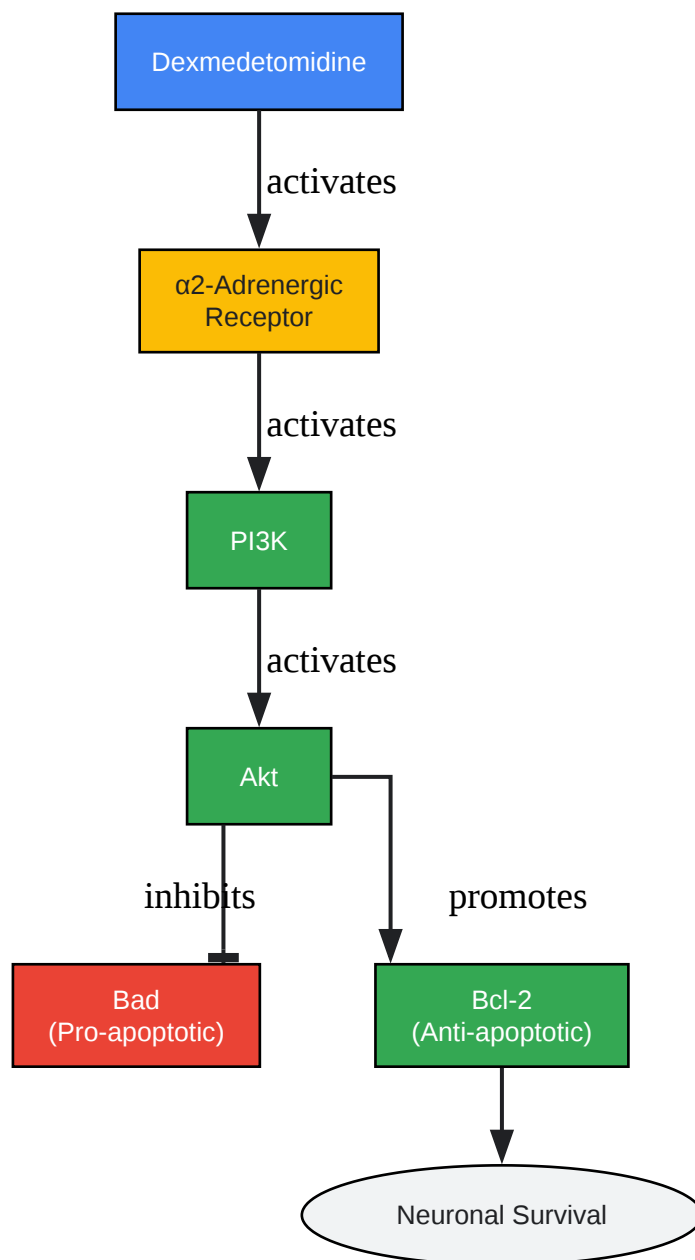 Dexmedetomidine
activates
α2-Adrenergic
Receptor
activates
PI3K
activates
Akt
inhibits
promotes
Bad
(Pro-apoptotic)
Bcl-2
(Anti-apoptotic)
Neuronal Survival